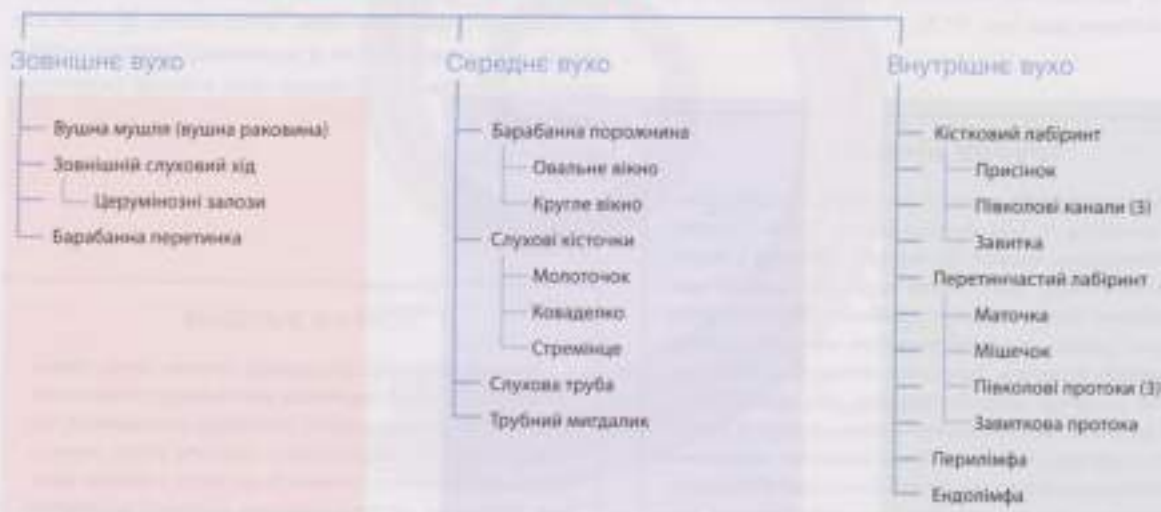 Зовнішнє вухо
Вушна мушля (вушна раковина)
Зовнішній слуховий хід
Церумінозні залози
Барабанна перетинка
Середнє вухо
Барабанна порожнина
Овальне вікно
Кругле вікно
Слухові кісточки
Молоточок
Коваделко
Стремінце
Слухова труба
Трубний мигдалик
Внутрішнє вухо
Кістковий лабіринт
Присінок
Півколові канали (3)
Завитка
Перетинчастий лабіринт
Маточка
Мішечок
Півколові протоки (3)
Завиткова протока
Перилімфа
Ендолімфа